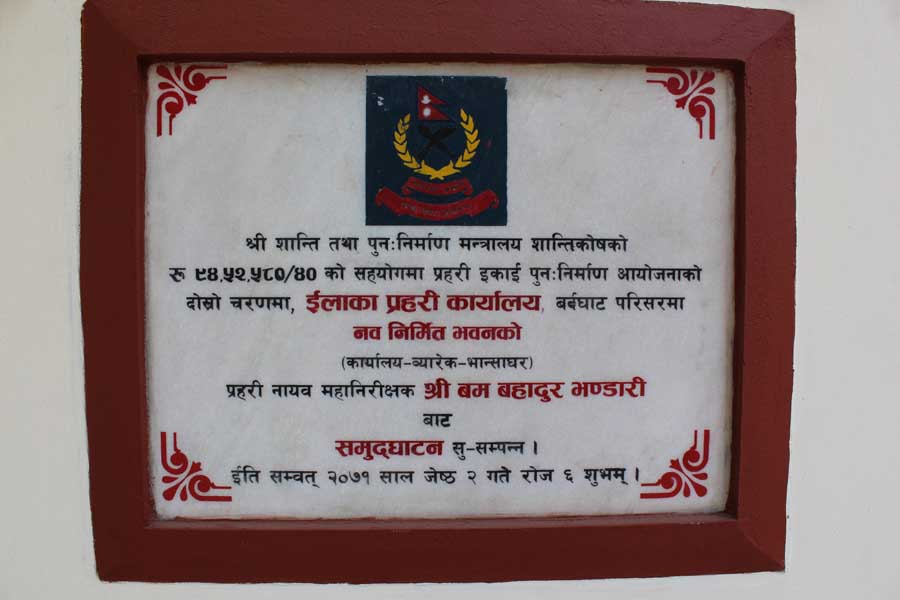 श्री शान्ति तथा पुनःनिर्माण मन्त्रालय शान्तिकोषको
रू ९४,५२,५८०/४० को सहयोगमा प्रहरी इकाई पुनःनिर्माण आयोजनाको
दोस्रो चरणमा, ईलाका प्रहरी कार्यालय, बर्दघाट परिसरमा
नव निर्मित भवनको
(कार्यालय-ब्यारेक-भान्साघर)
प्रहरी नायव महानिरीक्षक श्री बम बहादुर भण्डारी
बाट
समुद्घाटन सु-सम्पन्न ।
ईति सम्वत् २०७१ साल जेष्ठ २ गते रोज ६ शुभम् ।